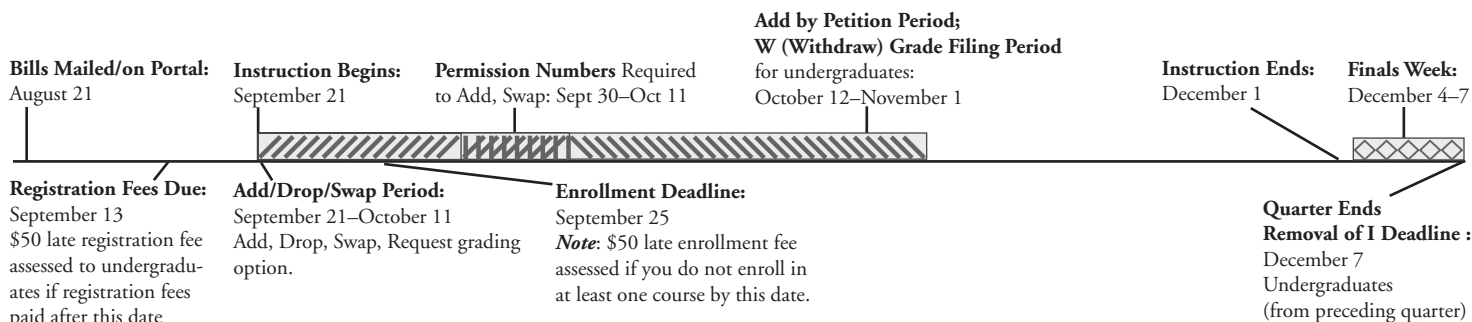 Add by Petition Period;
W (Withdraw) Grade Filing Period
for undergraduates:
October 12–November 1
Bills Mailed/on Portal:
August 21
Instruction Begins:
September 21
Permission Numbers Required
to Add, Swap: Sept 30–Oct 11
Instruction Ends:
December 1
Finals Week:
December 4–7
Registration Fees Due:
September 13
$50 late registration fee
assessed to undergradu-
ates if registration fees
paid after this date
Add/Drop/Swap Period:
September 21–October 11
Add, Drop, Swap, Request grading
option.
Enrollment Deadline:
September 25
Note: $50 late enrollment fee
assessed if you do not enroll in
at least one course by this date.
Quarter Ends
Removal of I Deadline :
December 7
Undergraduates
(from preceding quarter)